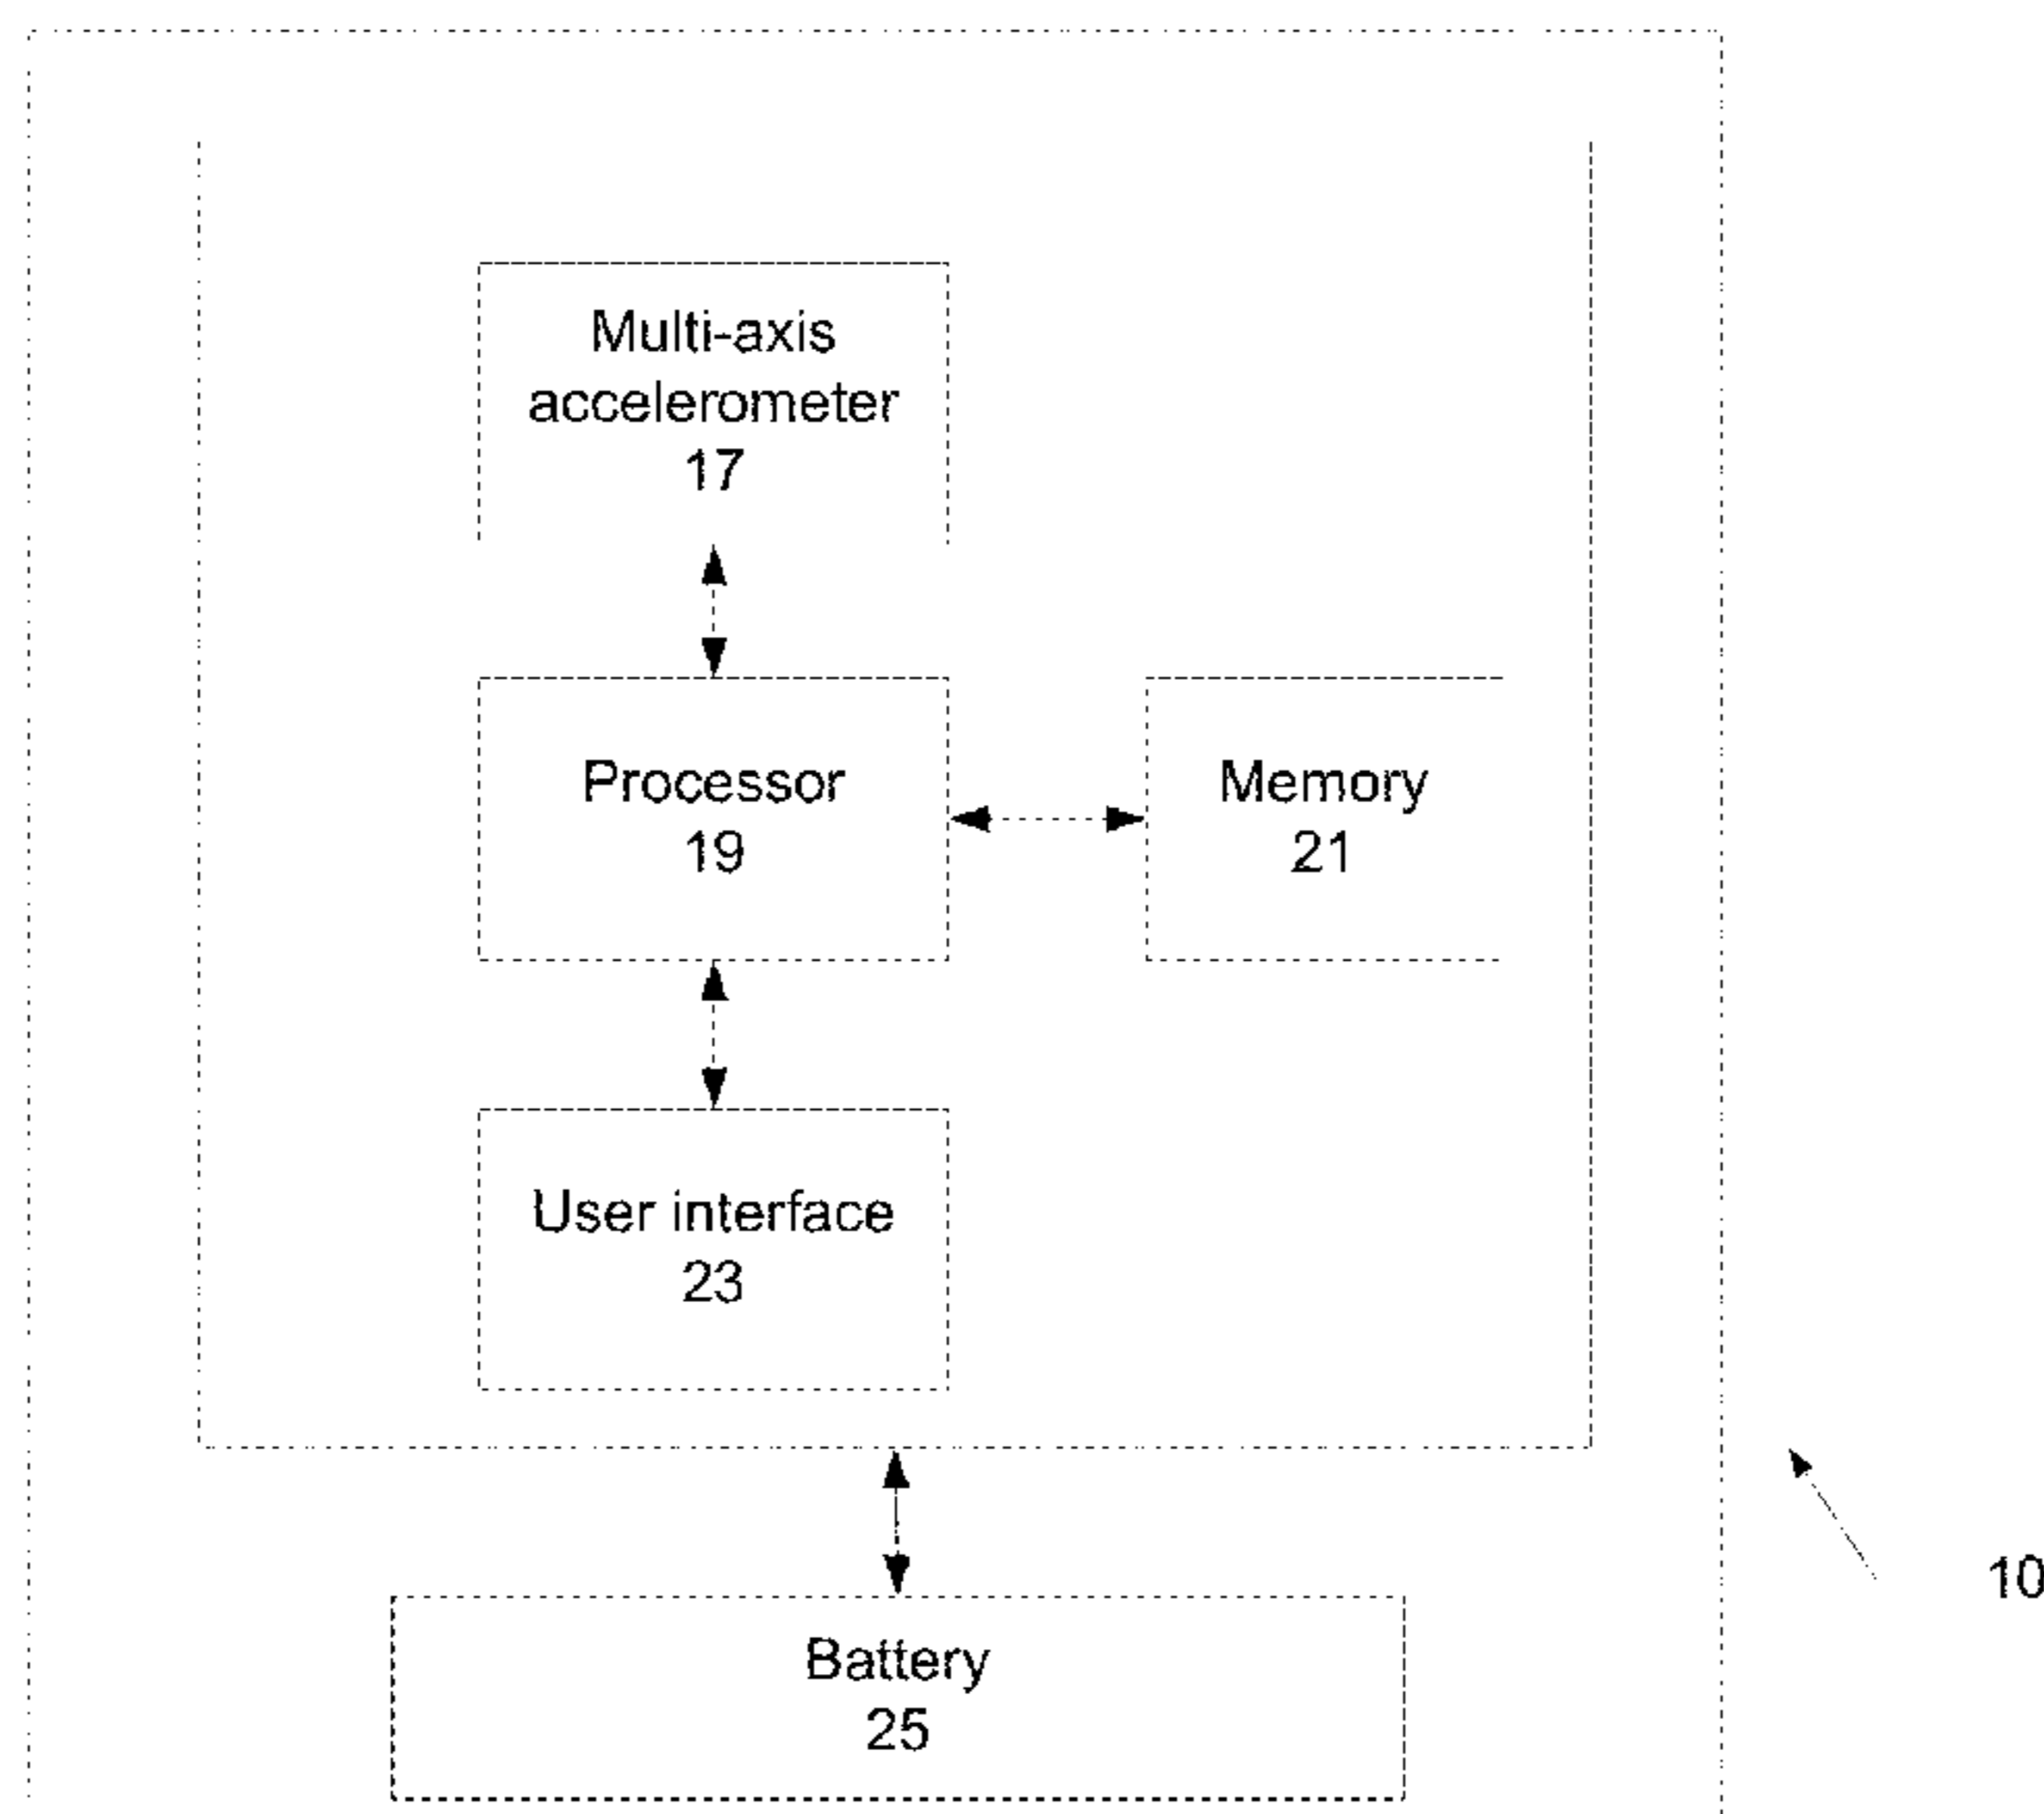 Multi-axis
accelerometer
17
Processor
19
Memory
21
User interface
23
10
Battery
25